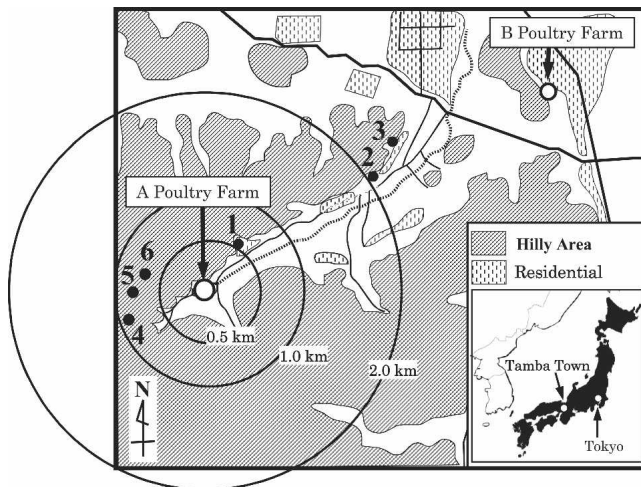 B Poultry Farm
3
2
A Poultry Farm
1
6
5
4
0.5 km
1.0 km
2.0 km
N
Hilly Area
Residential
Tamba Town
Tokyo